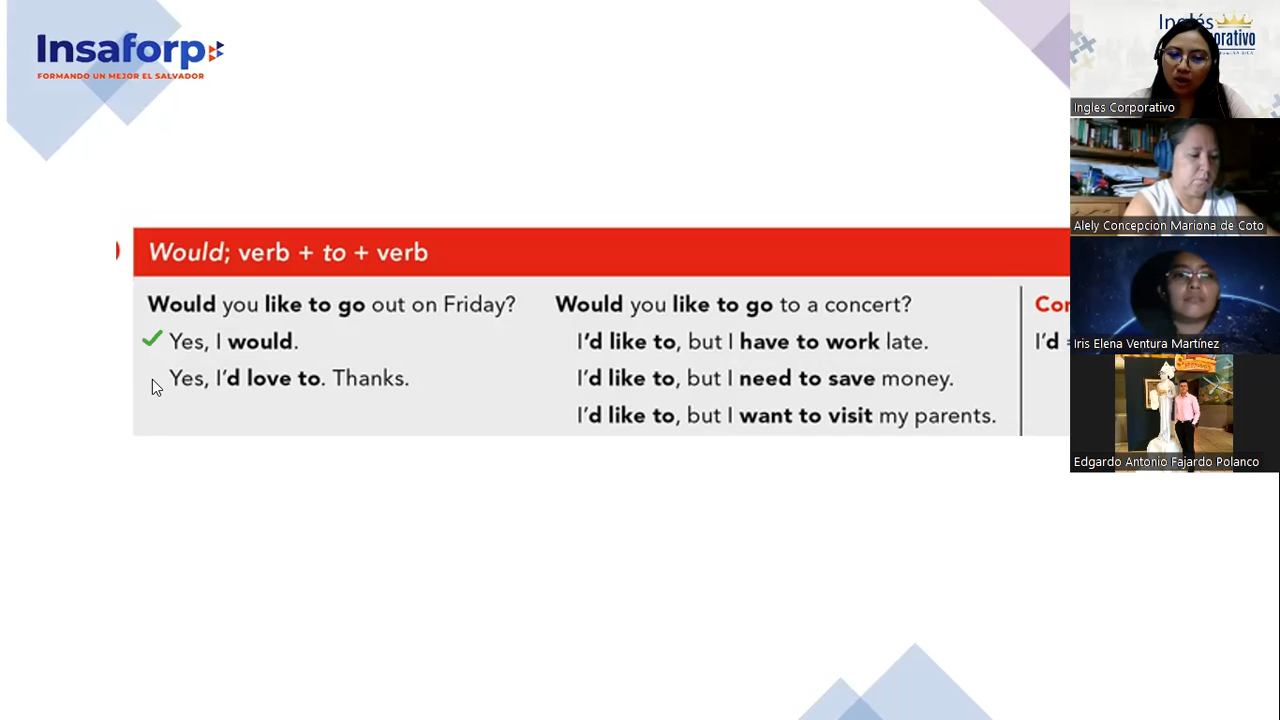 Insaforp
FORMANDO UN MEJOR EL SALVADOR
Would; verb + to + verb
Would you like to go out on Friday?
Yes, I would.
Yes, I'd love to. Thanks.
Would you like to go to a concert?
I'd like to, but I have to work late.
I'd like to, but I need to save money.
I'd like to, but I want to visit my parents.
Con
I'd =
Inglés
orativo
Ingles Corporativo
Alely Concepcion Mariona de Coto
Iris Elena Ventura Martínez
Edgardo Antonio Fajardo Polanco